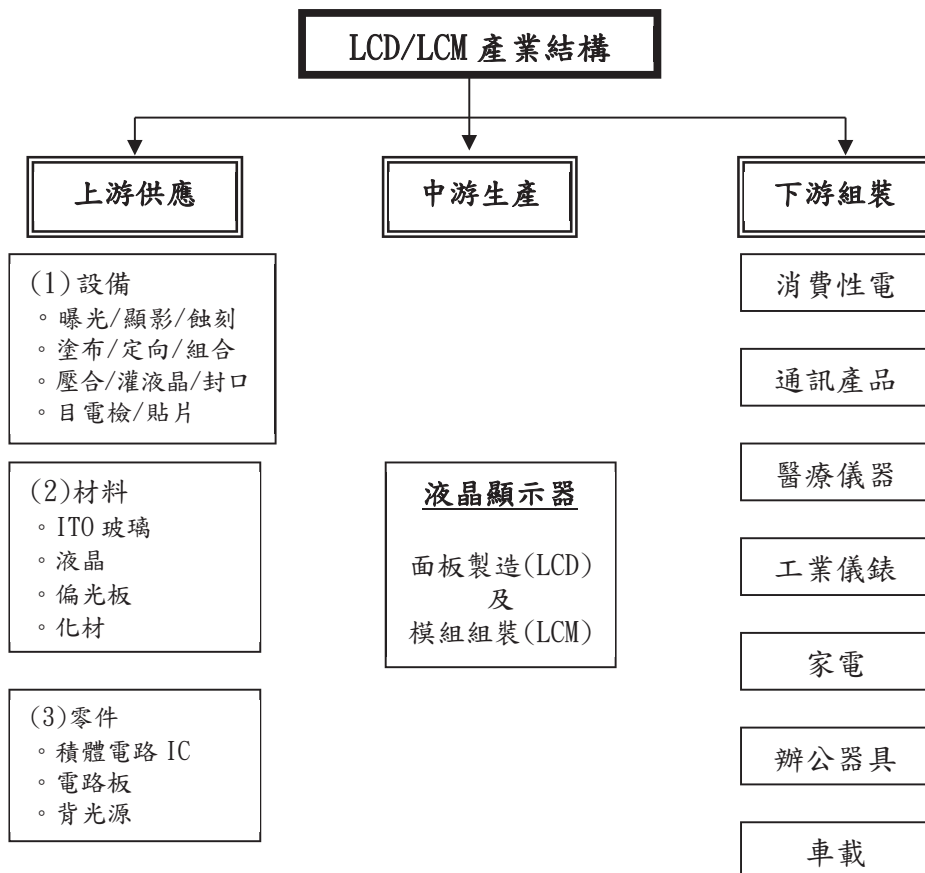 LCD/LCM 產業結構
上游供應
中游生產
下游組裝
(1)設備
。曝光/顯影/蝕刻
。塗布/定向/組合
。壓合/灌液晶/封口
。目電檢/貼片
(2)材料
。ITO 玻璃
。液晶
。偏光板
。化材
(3)零件
。積體電路 IC
。電路板
。背光源
液晶顯示器
面板製造(LCD)
及
模組組裝(LCM)
消費性電
通訊產品
醫療儀器
工業儀錶
家電
辦公器具
車載